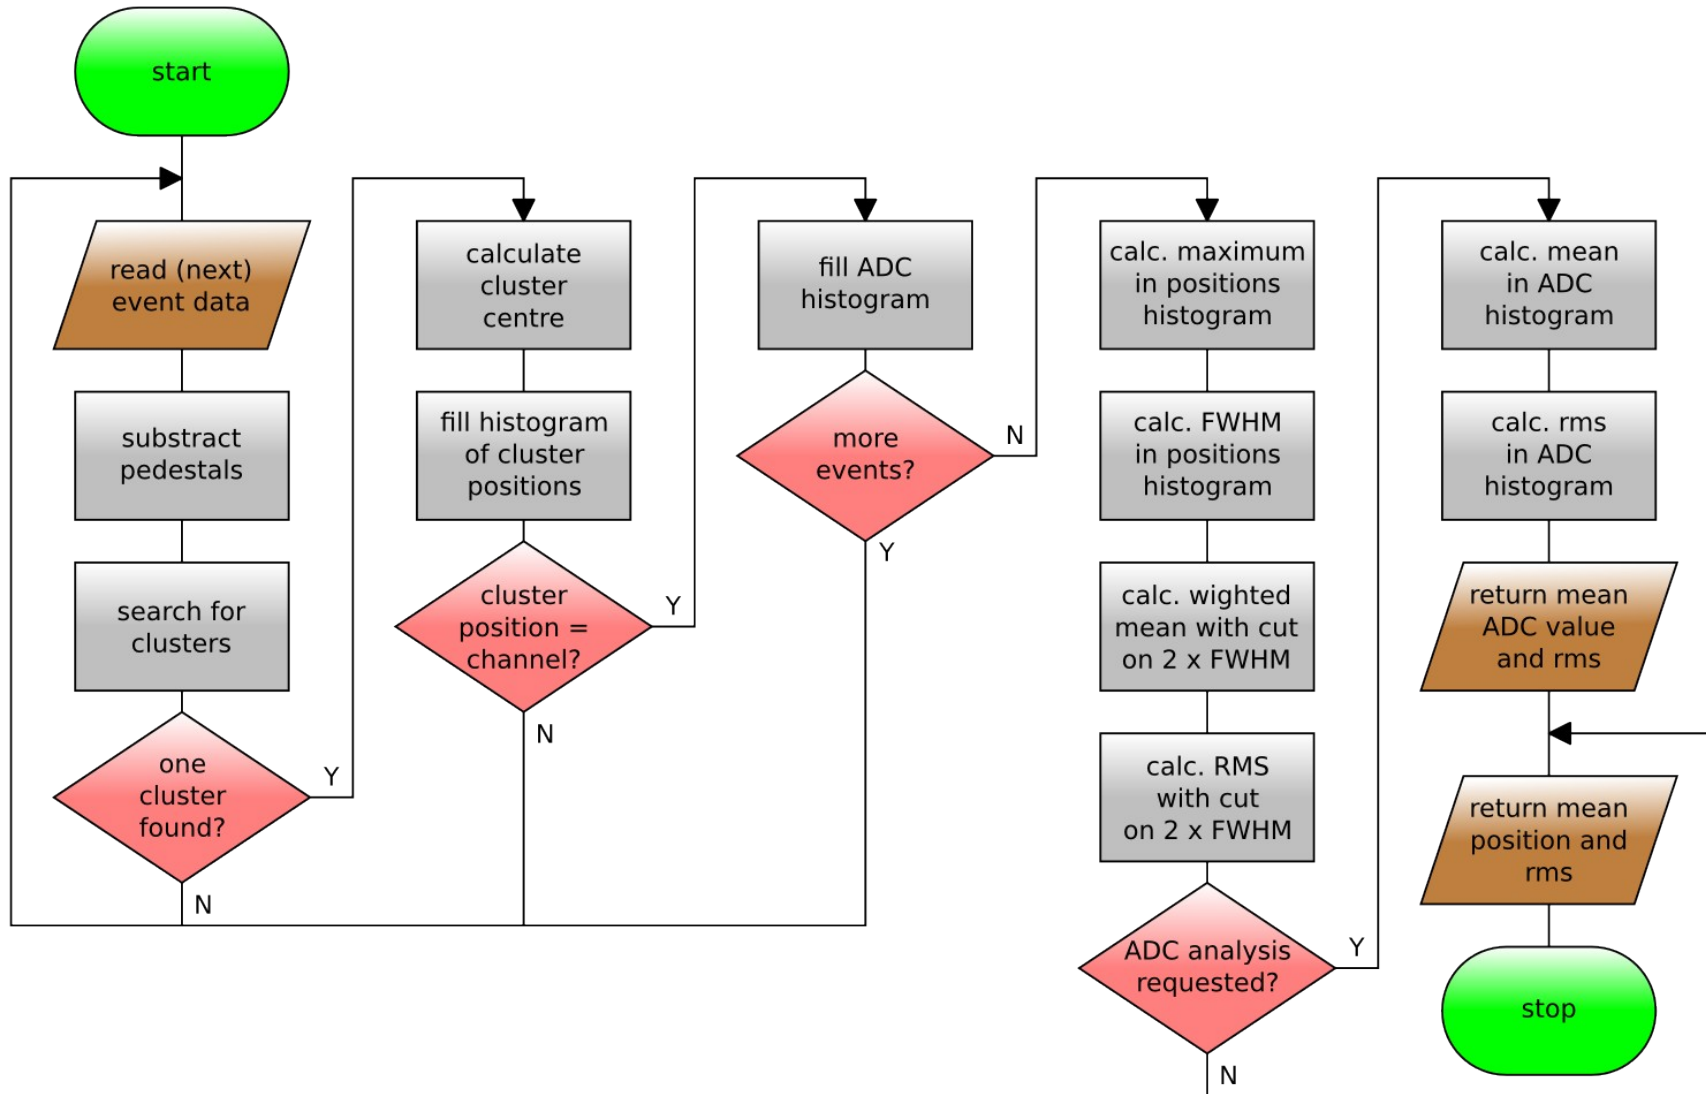 start
read (next)
event data
substract
pedestals
search for
clusters
one
cluster
found?
Y
N
calculate
cluster
centre
fill histogram
of cluster
positions
cluster
position =
channel?
Y
N
fill ADC
histogram
more
events?
N
Y
calc. maximum
in positions
histogram
calc. FWHM
in positions
histogram
calc. wighted
mean with cut
on 2 x FWHM
calc. RMS
with cut
on 2 x FWHM
ADC analysis
requested?
Y
N
calc. mean
in ADC
histogram
calc. rms
in ADC
histogram
return mean
ADC value
and rms
return mean
position and
rms
stop